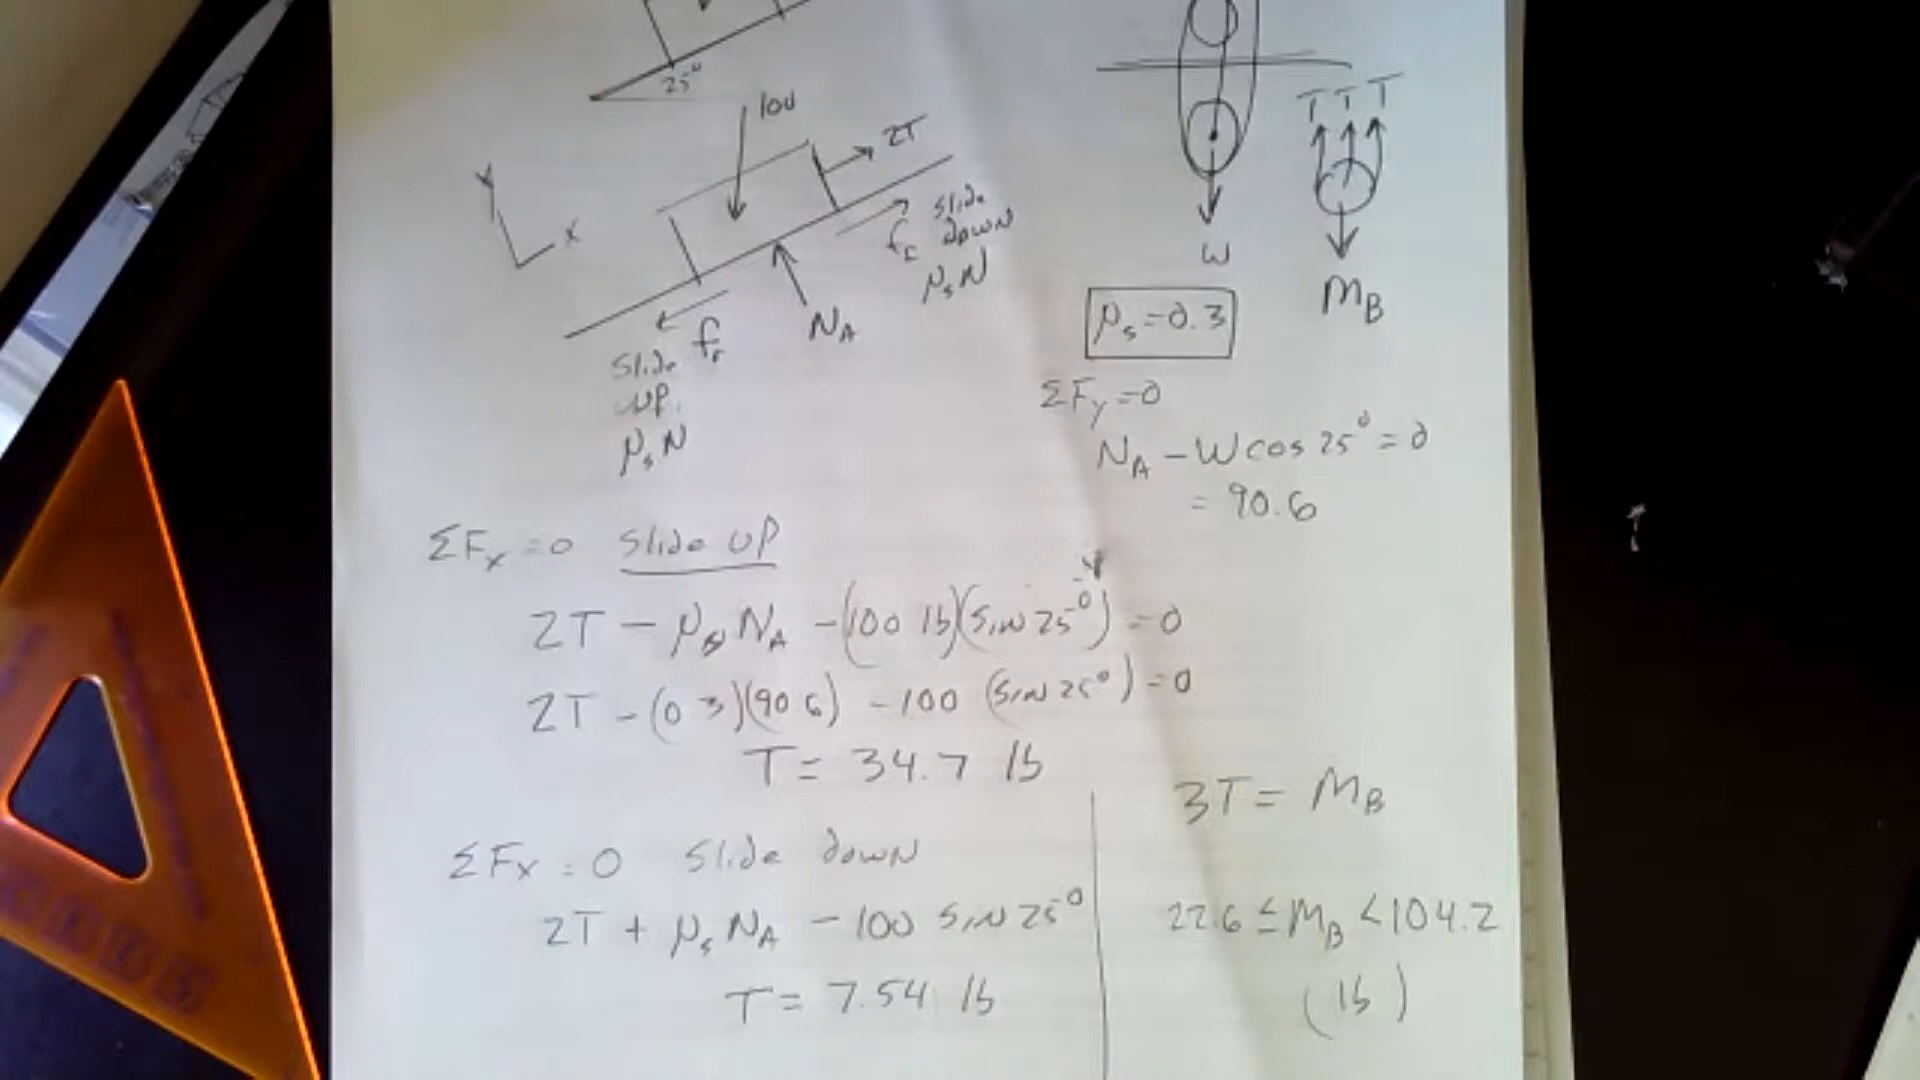 25°
100
2T
Y
X
slide
down
fr
μsN
NA
fr
slide
UP
μsN
T T T
W
MB
μs=0.3
ΣFy=0
NA - W cos 25° = 0
= 90.6
ΣFx=0 slide UP
2T - μs NA - (100 lb)(sin 25°) = 0
2T - (0 3)(90 6) - 100 (sin 25°) = 0
T = 34.7 lb
ΣFx = 0 slide down
2T + μs NA - 100 sin 25°
T = 7.54 lb
3T = MB
22.6 ≤ MB < 104.2
(lb)